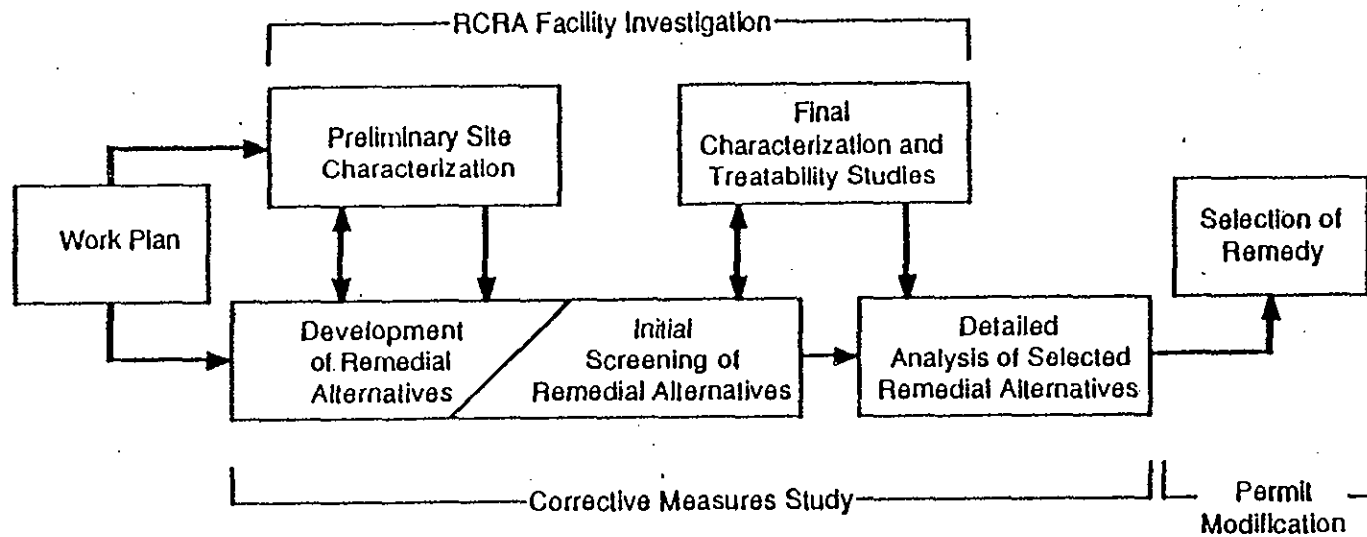 RCRA Facility Investigation
Preliminary Site
Characterization
Final
Characterization and
Treatability Studies
Work Plan
Selection of
Remedy
Development
of Remedial
Alternatives
Initial
Screening of
Remedial Alternatives
Detailed
Analysis of Selected
Remedial Alternatives
Corrective Measures Study
Permit
Modification